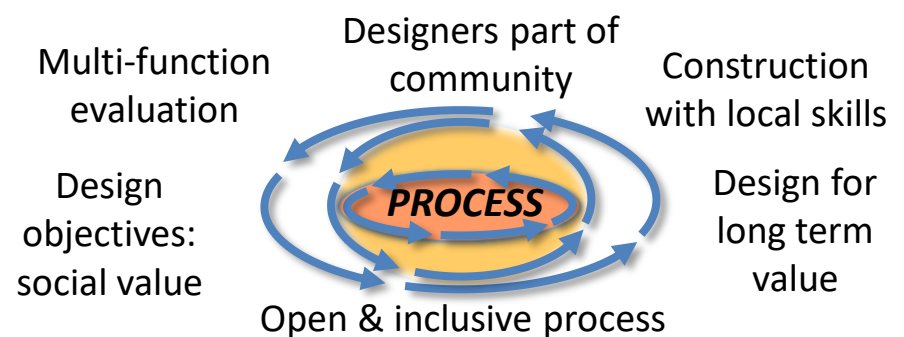 Multi-function
evaluation
Designers part of
community
Construction
with local skills
Design
objectives:
social value
PROCESS
Design for
long term
value
Open & inclusive process